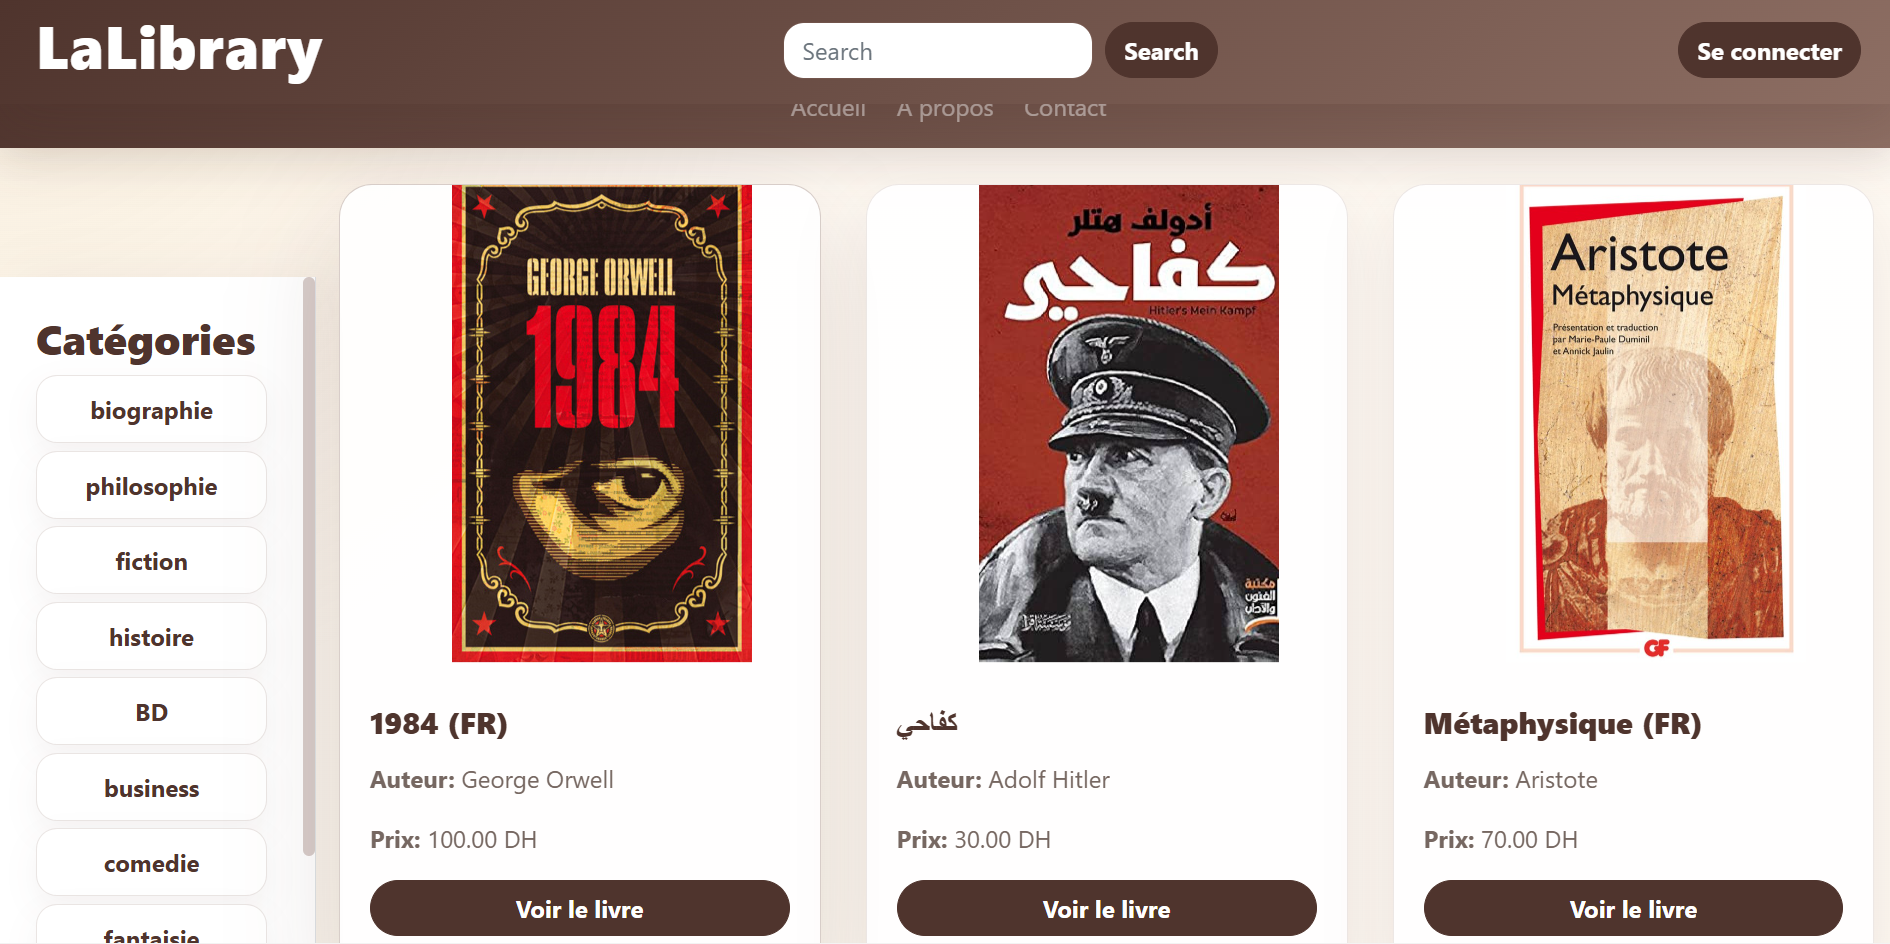 LaLibrary
Search
Search
Se connecter
Accueil
A propos
Contact
Catégories
biographie
philosophie
fiction
histoire
BD
business
comedie
fantaisie
GEORGE ORWELL
1984
1984 (FR)
Auteur: George Orwell
Prix: 100.00 DH
Voir le livre
أدولف هتلر
كفاحي
Hitler's Mein Kampf
مكتبة
الفنون
والآداب
كفاحي
Auteur: Adolf Hitler
Prix: 30.00 DH
Voir le livre
Aristote
Métaphysique
Présentation et traduction
par Marie-Paule Duminil
et Annick Jaulin
GF
Métaphysique (FR)
Auteur: Aristote
Prix: 70.00 DH
Voir le livre